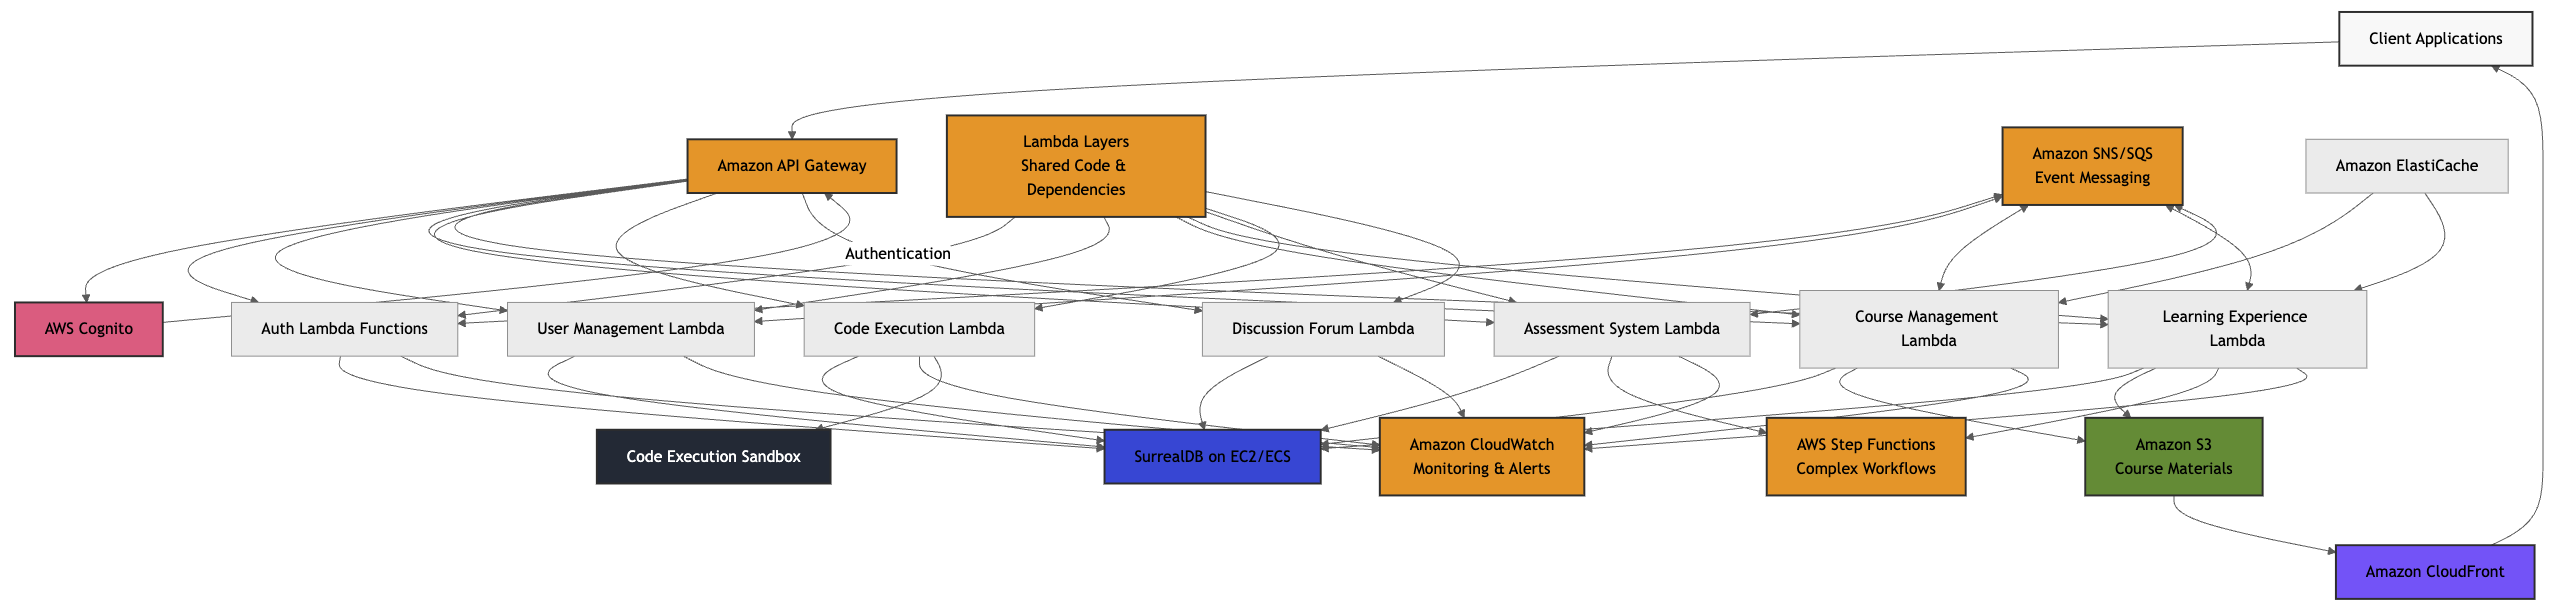 Client Applications
Amazon API Gateway
Lambda Layers
Shared Code &
Dependencies
Amazon SNS/SQS
Event Messaging
Amazon ElastiCache
Authentication
AWS Cognito
Auth Lambda Functions
User Management Lambda
Code Execution Lambda
Discussion Forum Lambda
Assessment System Lambda
Course Management
Lambda
Learning Experience
Lambda
Code Execution Sandbox
SurrealDB on EC2/ECS
Amazon CloudWatch
Monitoring & Alerts
AWS Step Functions
Complex Workflows
Amazon S3
Course Materials
Amazon CloudFront